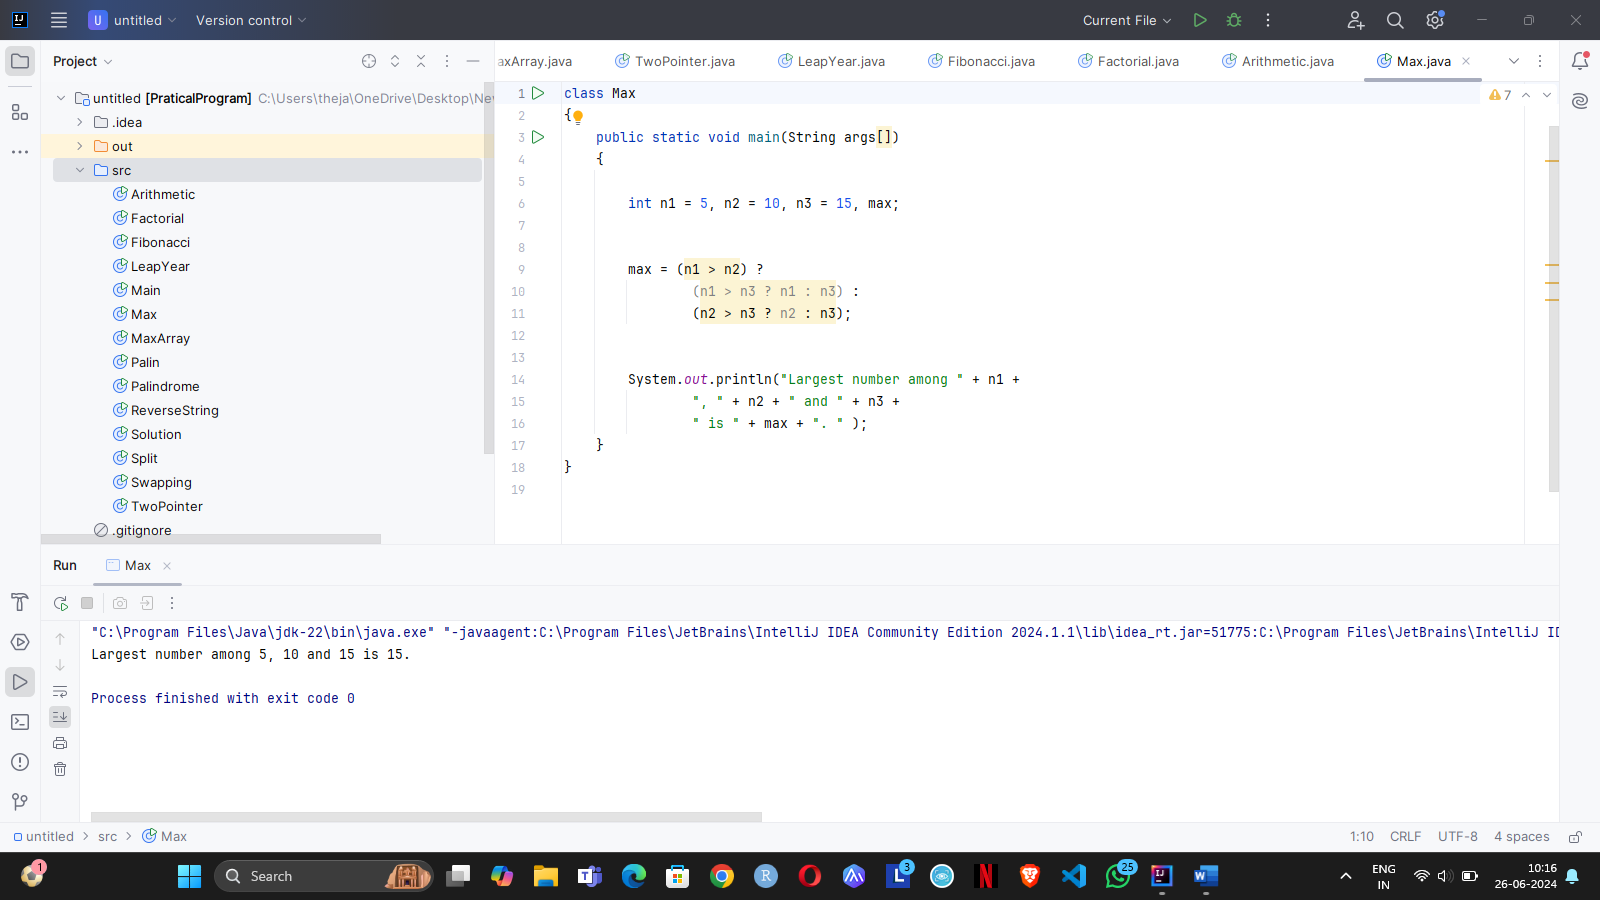 U untitled Version control Current File
Project
axArray.java TwoPointer.java LeapYear.java Fibonacci.java Factorial.java Arithmetic.java Max.java
untitled [PraticalProgram] C:\Users\theja\OneDrive\Desktop\Ne
.idea
out
src
Arithmetic
Factorial
Fibonacci
LeapYear
Main
Max
MaxArray
Palin
Palindrome
ReverseString
Solution
Split
Swapping
TwoPointer
.gitignore
7
1 class Max
2 {
3 public static void main(String args[])
4 {
5
6 int n1 = 5, n2 = 10, n3 = 15, max;
7
8
9 max = (n1 > n2) ?
10 (n1 > n3 ? n1 : n3) :
11 (n2 > n3 ? n2 : n3);
12
13
14 System.out.println("Largest number among " + n1 +
15 ", " + n2 + " and " + n3 +
16 " is " + max + ". " );
17 }
18 }
19
Run Max
"C:\Program Files\Java\jdk-22\bin\java.exe" "-javaagent:C:\Program Files\JetBrains\IntelliJ IDEA Community Edition 2024.1.1\lib\idea_rt.jar=51775:C:\Program Files\JetBrains\IntelliJ ID
Largest number among 5, 10 and 15 is 15.
Process finished with exit code 0
untitled > src > Max 1:10 CRLF UTF-8 4 spaces
1 Search 3 25 ENG IN 10:16 26-06-2024